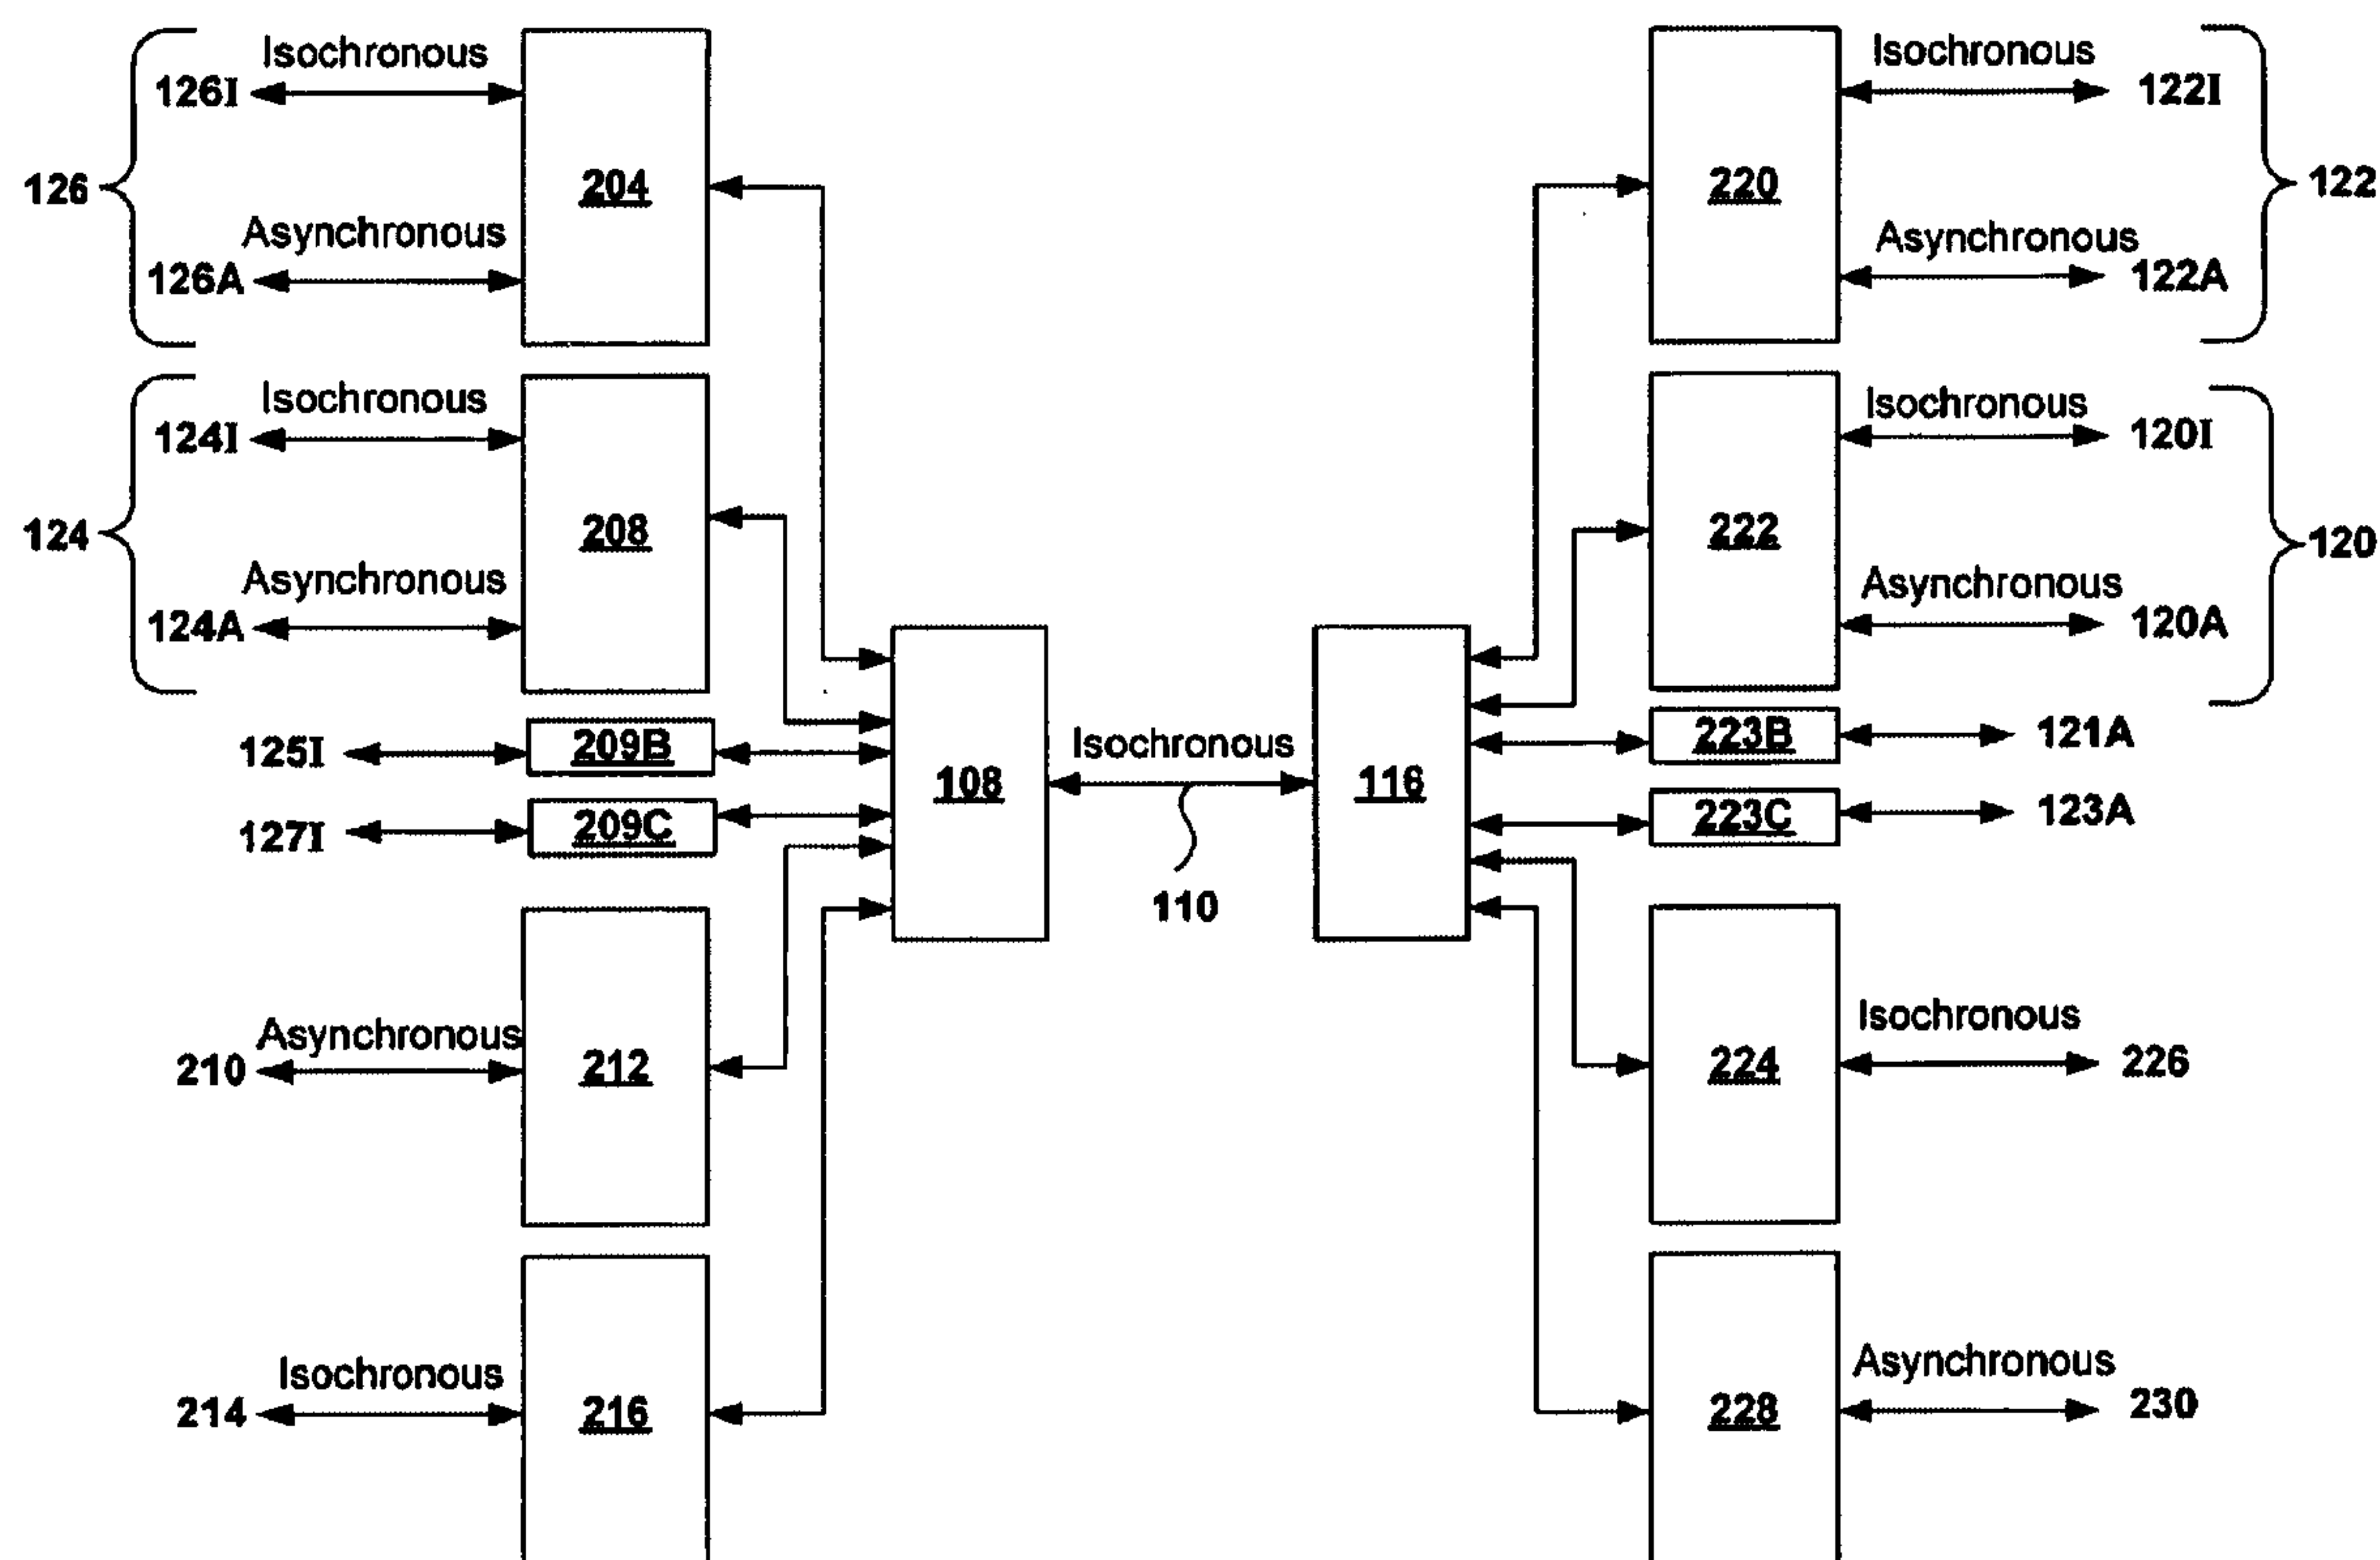 Isochronous
126I
126
204
Asynchronous
126A
Isochronous
124I
124
208
Asynchronous
124A
125I
209B
127I
209C
Asynchronous
210
212
Isochronous
214
216
108
Isochronous
110
116
Isochronous
122I
220
122
Asynchronous
122A
Isochronous
120I
222
120
Asynchronous
120A
223B
121A
223C
123A
Isochronous
224
226
Asynchronous
228
230